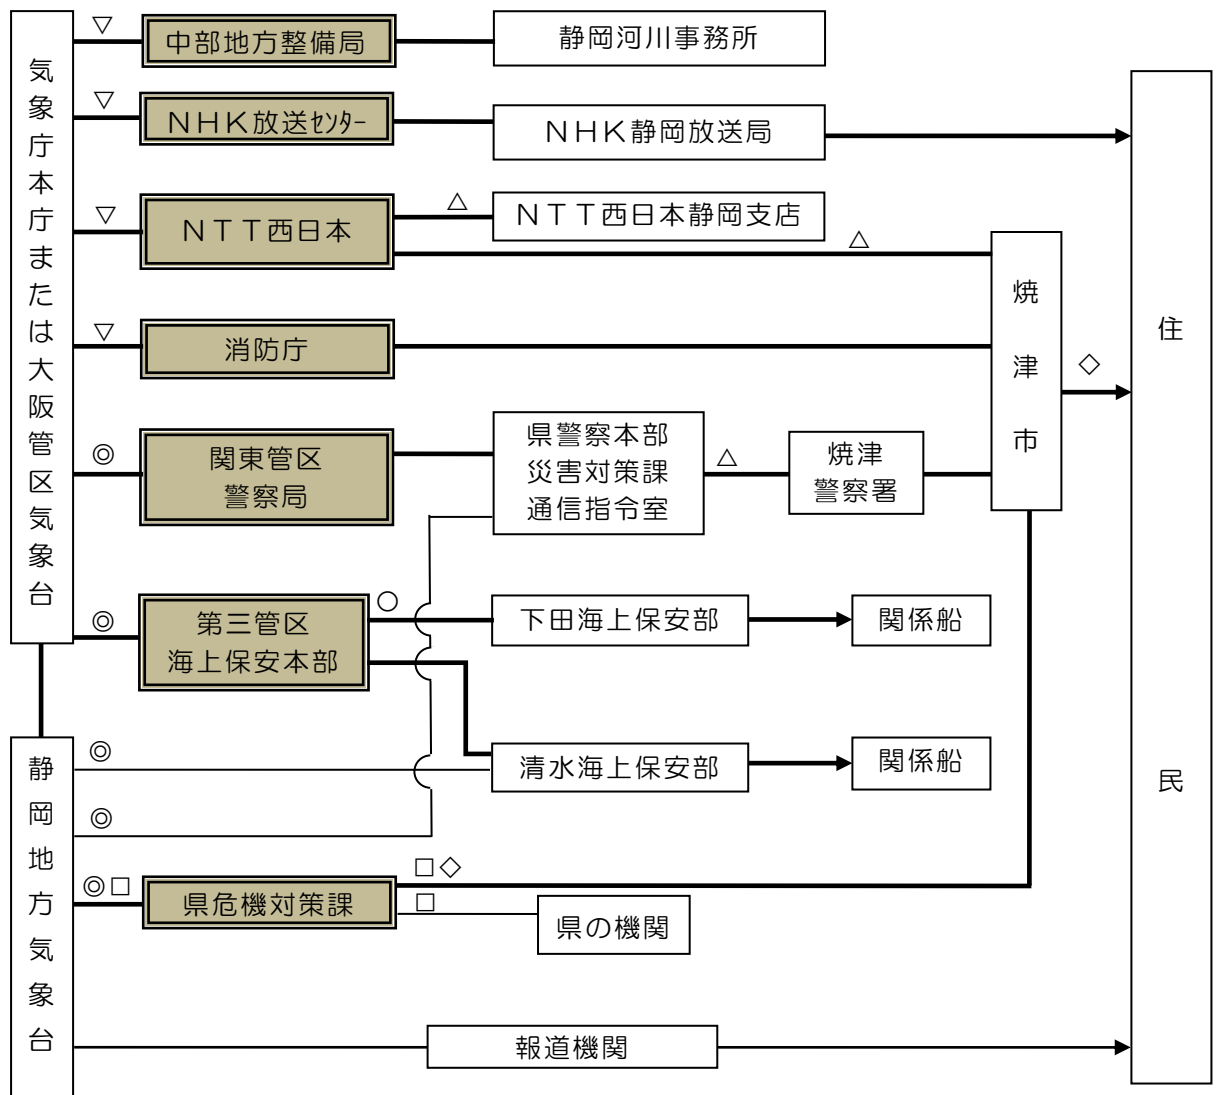 気象庁本庁または大阪管区気象台
▽
中部地方整備局
静岡河川事務所
▽
NHK放送ｾﾝﾀｰ
NHK静岡放送局
▽
NTT西日本
△
NTT西日本静岡支店
△
▽
消防庁
焼津市
◇
住民
◎
関東管区
警察局
県警察本部
災害対策課
通信指令室
△
焼津
警察署
◎
第三管区
海上保安本部
○
下田海上保安部
関係船
静岡地方気象台
◎
清水海上保安部
関係船
◎
◎□
県危機対策課
□◇
□
県の機関
報道機関